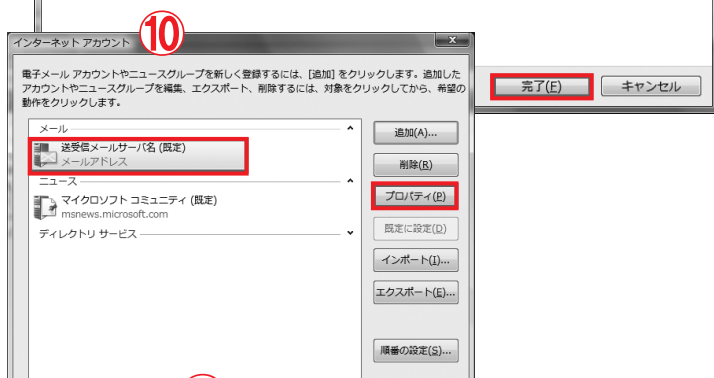 ⑩
インターネット アカウント
電子メール アカウントやニュースグループを新しく登録するには、[追加] をクリックします。追加した
アカウントやニュースグループを編集、エクスポート、削除するには、対象をクリックしてから、希望の
動作をクリックします。
完了(F)
キャンセル
メール
送受信メールサーバ名 (既定)
メールアドレス
ニュース
マイクロソフト コミュニティ (既定)
msnews.microsoft.com
ディレクトリ サービス
追加(A)...
削除(R)
プロパティ(P)
既定に設定(D)
インポート(I)...
エクスポート(E)...
順番の設定(S)...